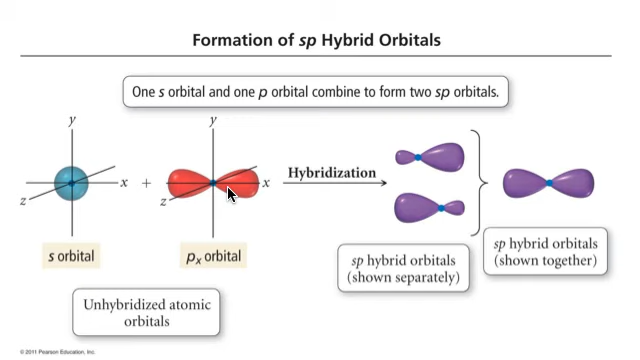 Formation of sp Hybrid Orbitals
One s orbital and one p orbital combine to form two sp orbitals.
y
x
z
s orbital
+
y
x
z
px orbital
Unhybridized atomic
orbitals
Hybridization
sp hybrid orbitals
(shown separately)
sp hybrid orbitals
(shown together)
© 2011 Pearson Education, Inc.